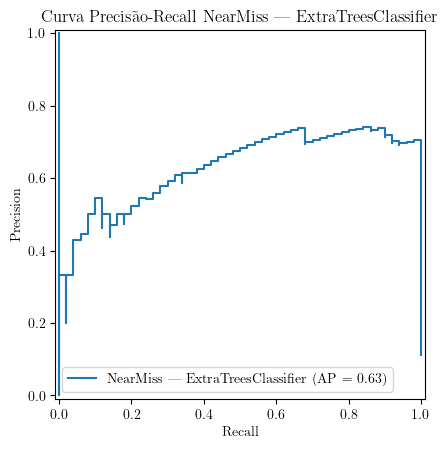 Curva Precisão-Recall NearMiss — ExtraTreesClassifier
1.0
0.8
0.6
0.4
0.2
0.0
Precision
NearMiss — ExtraTreesClassifier (AP = 0.63)
0.0 0.2 0.4 0.6 0.8 1.0
Recall